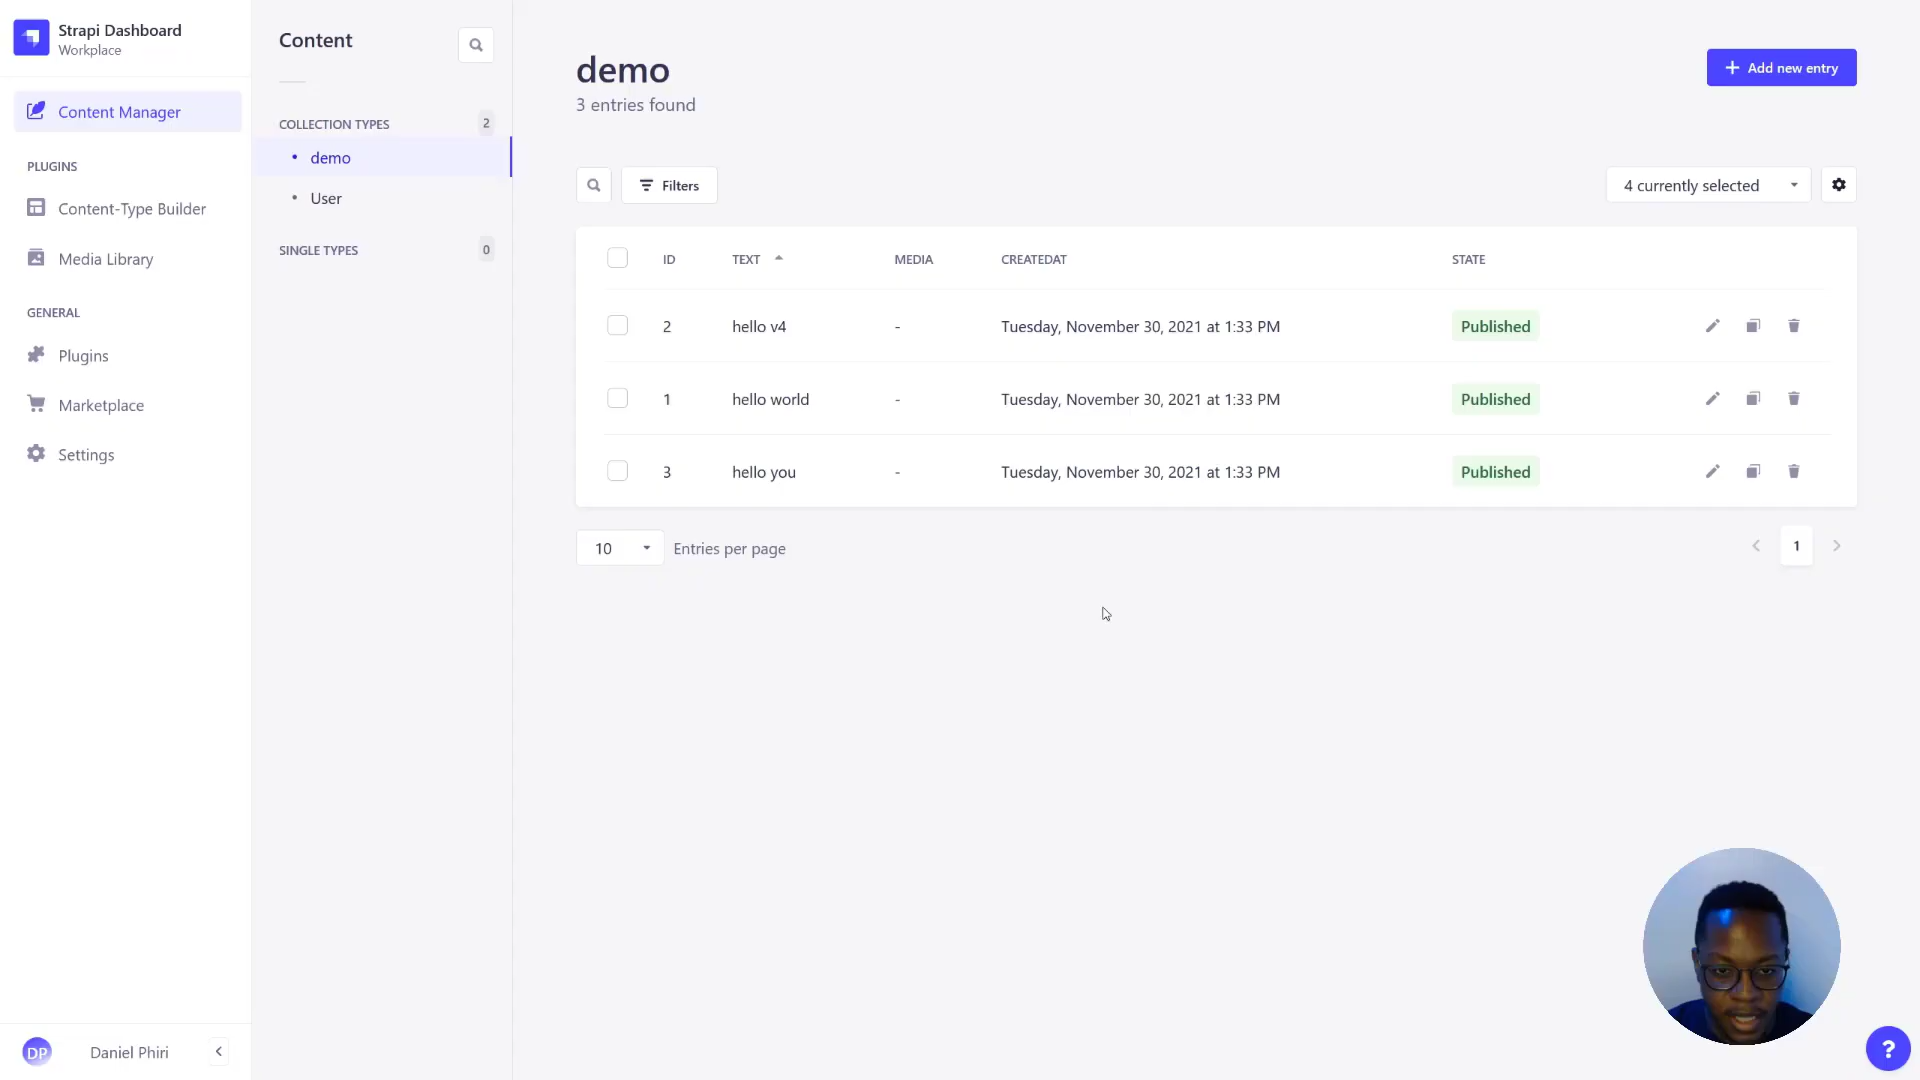 Strapi Dashboard
Workplace
Content Manager
PLUGINS
Content-Type Builder
Media Library
GENERAL
Plugins
Marketplace
Settings
DP Daniel Phiri
Content
COLLECTION TYPES 2
demo
User
SINGLE TYPES 0
demo
3 entries found
+ Add new entry
Filters
4 currently selected
ID TEXT MEDIA CREATEDAT STATE
2 hello v4 - Tuesday, November 30, 2021 at 1:33 PM Published
1 hello world - Tuesday, November 30, 2021 at 1:33 PM Published
3 hello you - Tuesday, November 30, 2021 at 1:33 PM Published
10 Entries per page
1
?